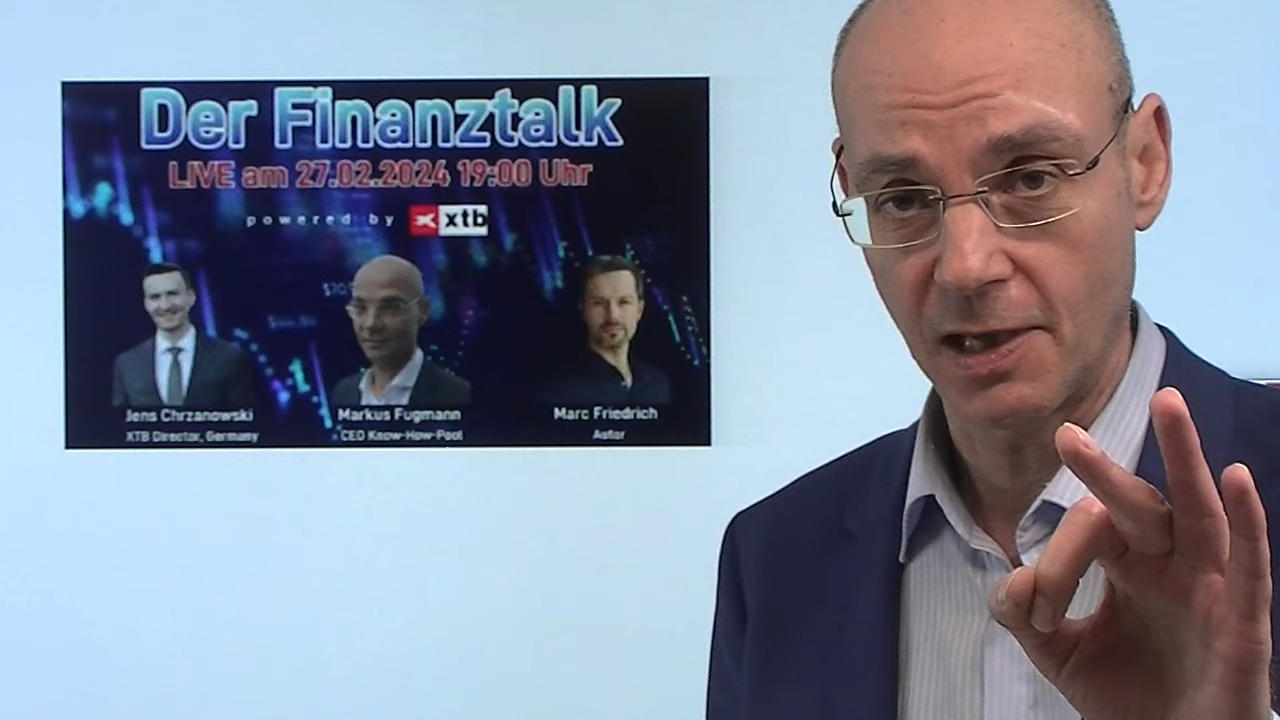 Der Finanztalk
LIVE am 27.02.2024 19:00 Uhr
powered by xtb
Jens Chrzanowski
Markus Fugmann
Marc Friedrich
XTB Director, Germany
CEO Know-How-Pool
Autor